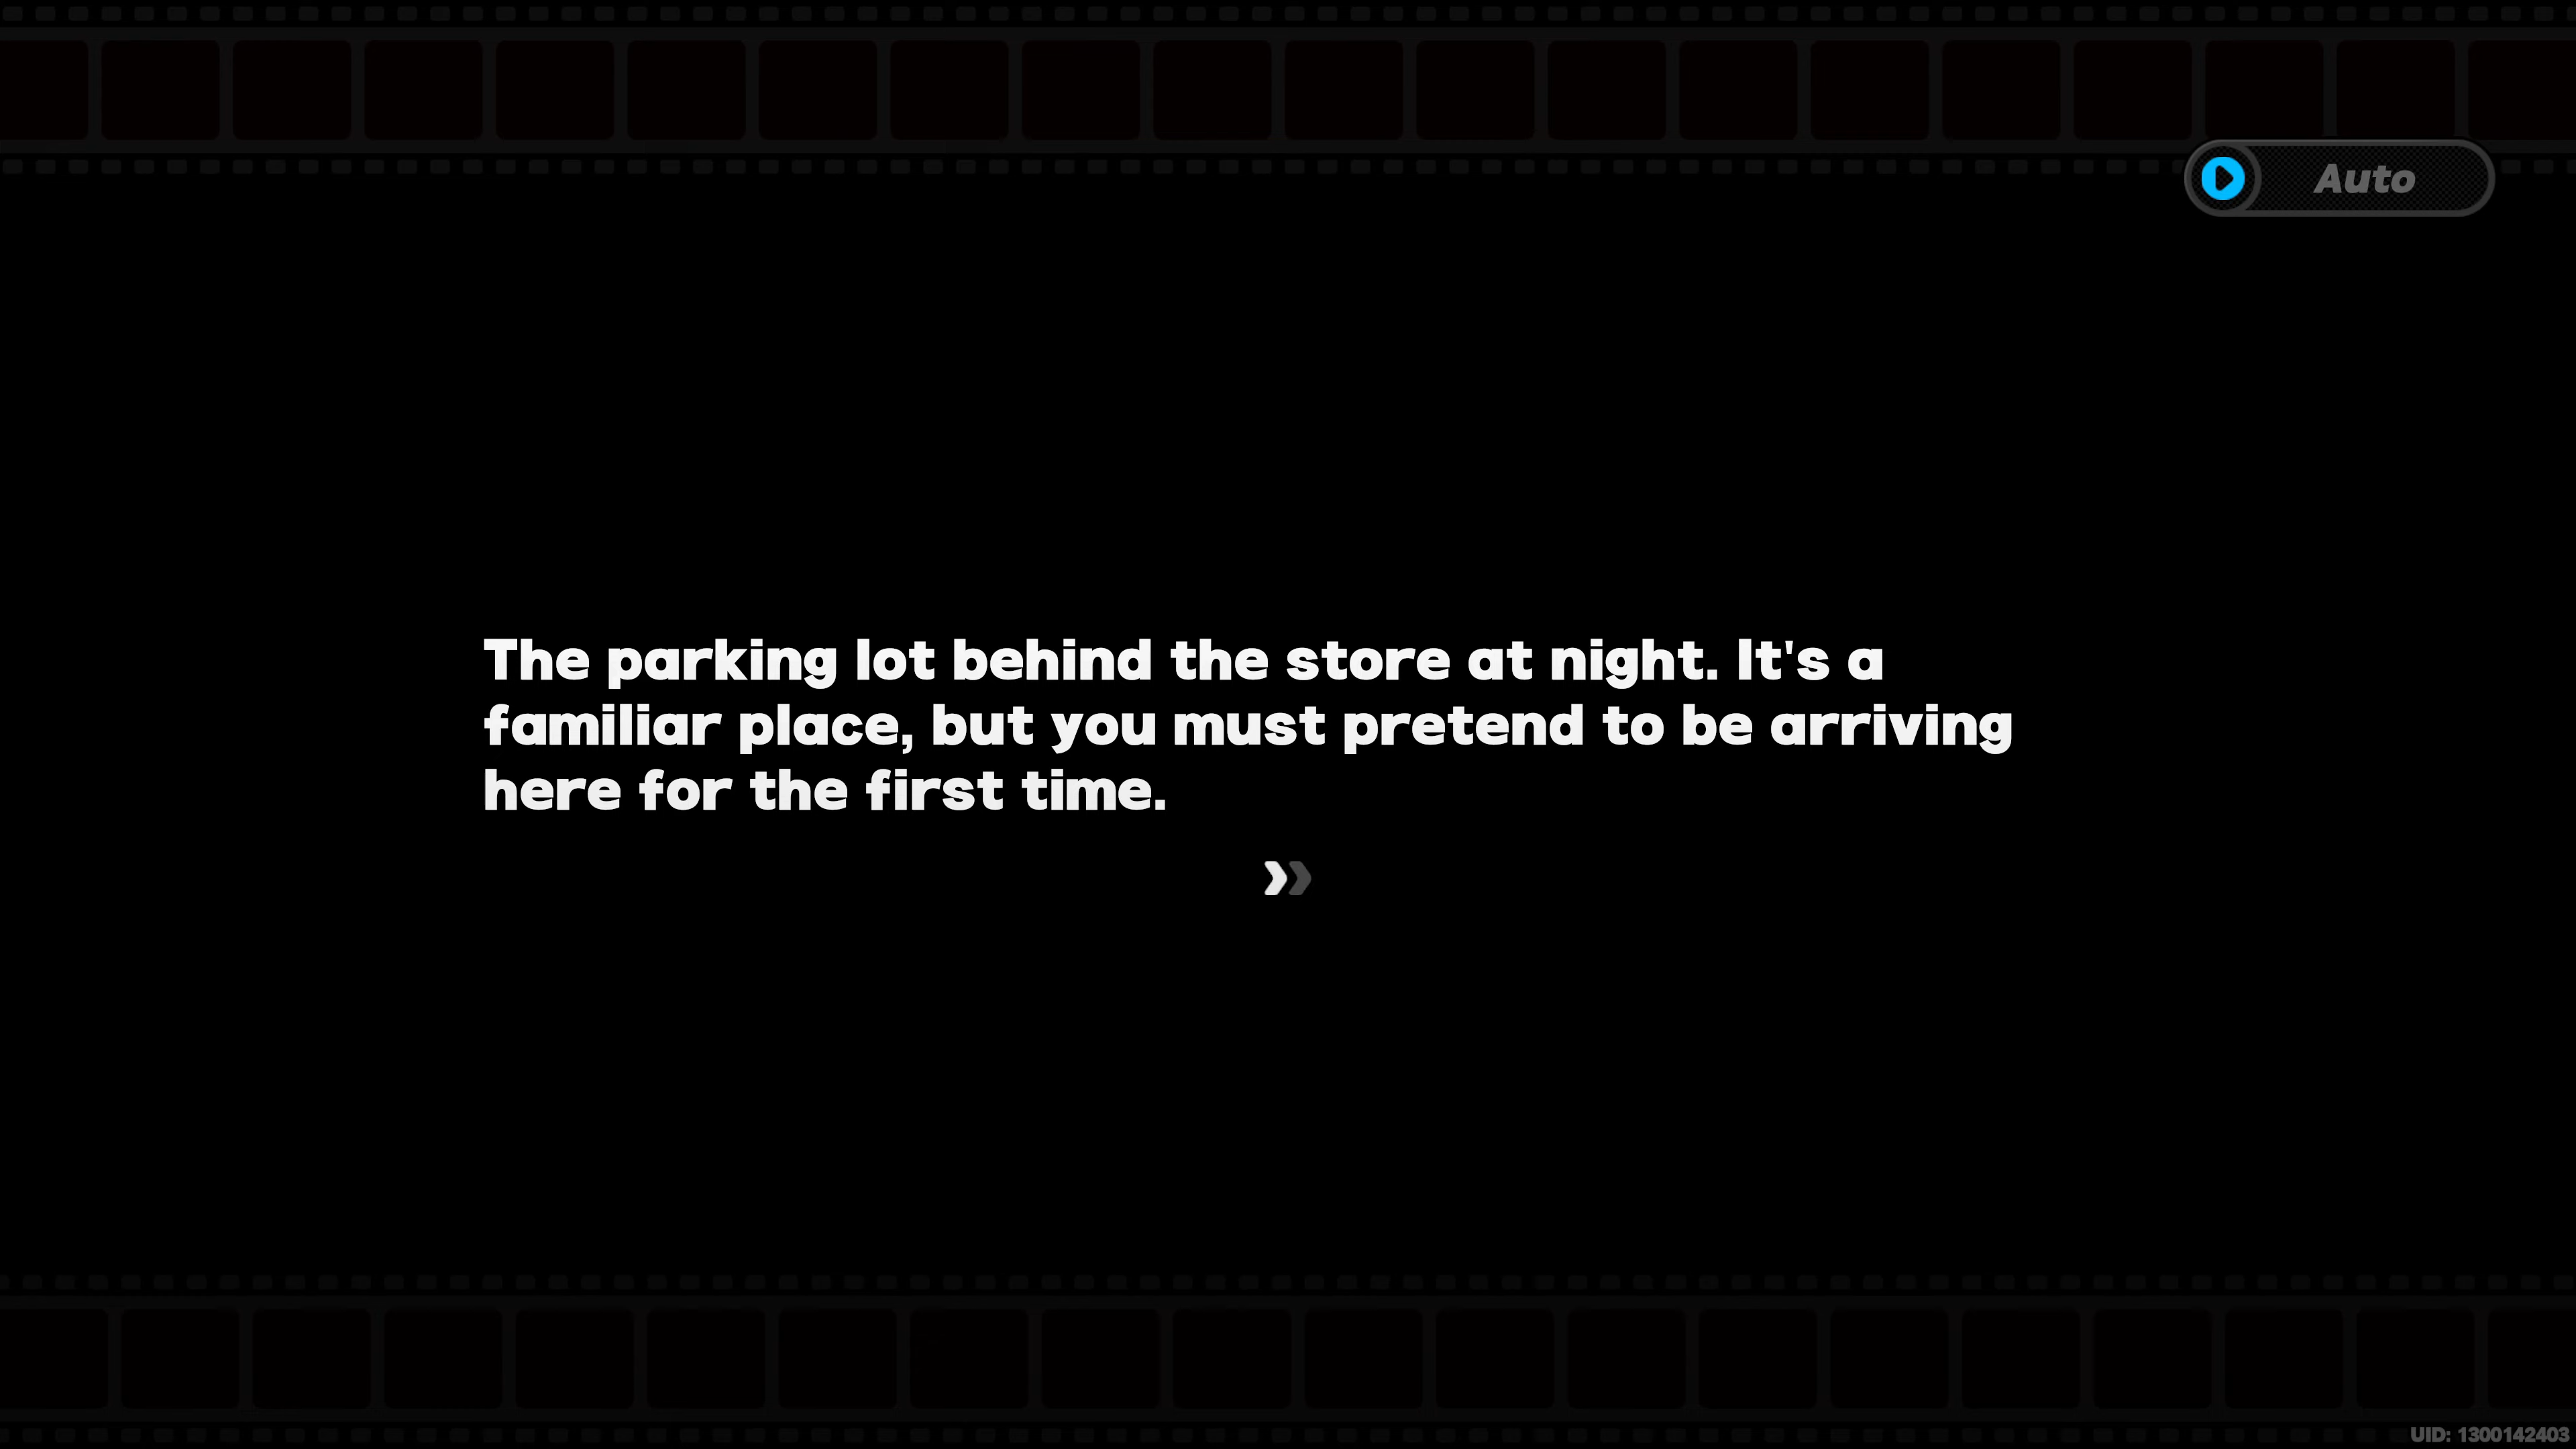 Auto
The parking lot behind the store at night. It's a
familiar place, but you must pretend to be arriving
here for the first time.
UID: 1300142403